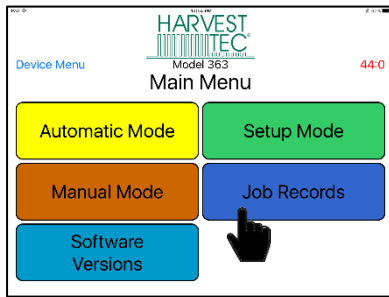 HARVEST
TEC
Device Menu
Model 363
44:0
Main Menu
Automatic Mode
Setup Mode
Manual Mode
Job Records
Software
Versions